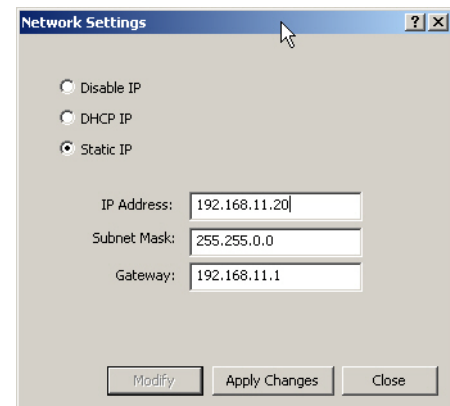 Network Settings
Disable IP
DHCP IP
Static IP
IP Address: 192.168.11.20
Subnet Mask: 255.255.0.0
Gateway: 192.168.11.1
Modify Apply Changes Close